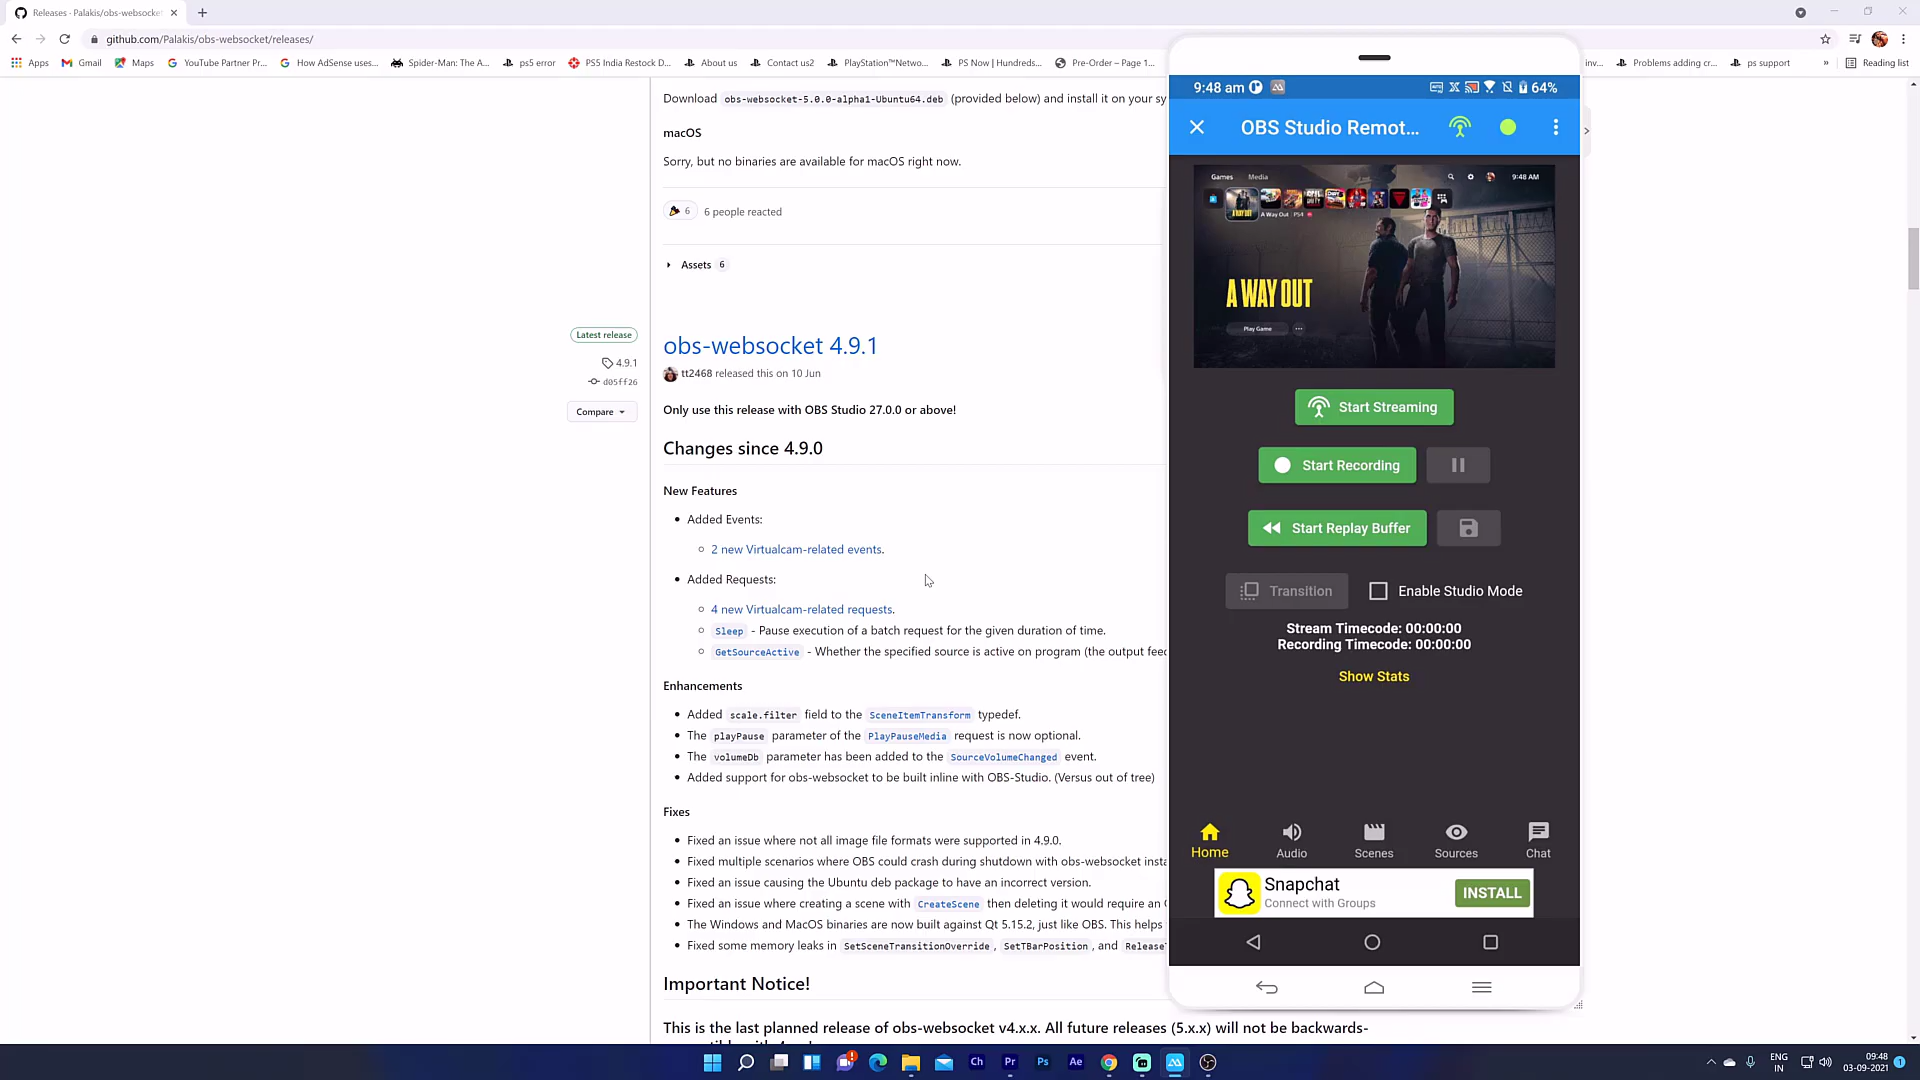 Releases · Palakis/obs-websocket
github.com/Palakis/obs-websocket/releases/
Apps
Gmail
Maps
YouTube Partner Pr...
How AdSense uses...
Spider-Man: The A...
ps5 error
PS5 India Restock D...
About us
Contact us2
PlayStation™Netwo...
PS Now | Hundreds...
Pre-Order – Page 1...
inv...
Problems adding cr...
ps support
»
Reading list
Download obs-websocket-5.0.0-alpha1-Ubuntu64.deb (provided below) and install it on your sy
macOS
Sorry, but no binaries are available for macOS right now.
6
6 people reacted
Assets 6
Latest release
4.9.1
d05ff26
Compare
obs-websocket 4.9.1
tt2468 released this on 10 Jun
Only use this release with OBS Studio 27.0.0 or above!
Changes since 4.9.0
New Features
• Added Events:
2 new Virtualcam-related events.
• Added Requests:
4 new Virtualcam-related requests.
Sleep - Pause execution of a batch request for the given duration of time.
GetSourceActive - Whether the specified source is active on program (the output fee
Enhancements
• Added scale.filter field to the SceneItemTransform typedef.
• The playPause parameter of the PlayPauseMedia request is now optional.
• The volumeDb parameter has been added to the SourceVolumeChanged event.
• Added support for obs-websocket to be built inline with OBS-Studio. (Versus out of tree)
Fixes
• Fixed an issue where not all image file formats were supported in 4.9.0.
• Fixed multiple scenarios where OBS could crash during shutdown with obs-websocket insta
• Fixed an issue causing the Ubuntu deb package to have an incorrect version.
• Fixed an issue where creating a scene with CreateScene then deleting it would require an
• The Windows and MacOS binaries are now built against Qt 5.15.2, just like OBS. This helps
• Fixed some memory leaks in SetSceneTransitionOverride, SetTBarPosition, and Release
Important Notice!
This is the last planned release of obs-websocket v4.x.x. All future releases (5.x.x) will not be backwards-
9:48 am
64%
OBS Studio Remot...
Games
Media
9:48 AM
A Way Out | PS4
A WAY OUT
Play Game
Start Streaming
Start Recording
Start Replay Buffer
Transition
Enable Studio Mode
Stream Timecode: 00:00:00
Recording Timecode: 00:00:00
Show Stats
Home
Audio
Scenes
Sources
Chat
Snapchat
Connect with Groups
INSTALL
Ch
Pr
Ps
Ae
ENG
IN
09:48
03-09-2021
1